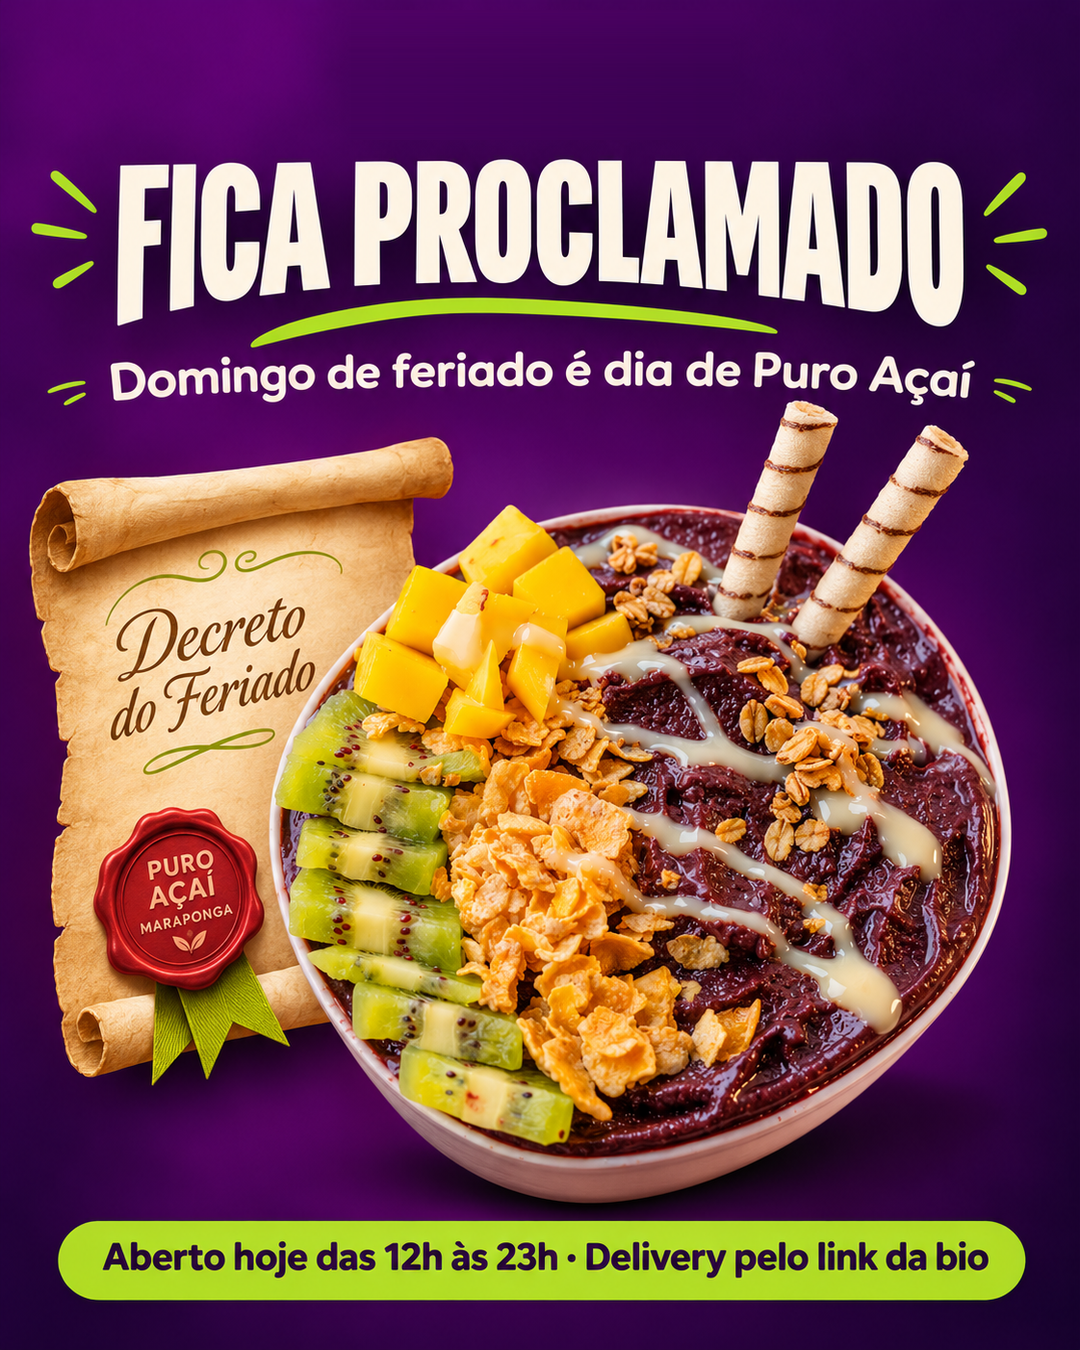 FICA PROCLAMADO
Domingo de feriado é dia de Puro Açaí
Decreto
do Feriado
PURO
AÇAÍ
MARAPONGA
Aberto hoje das 12h às 23h · Delivery pelo link da bio